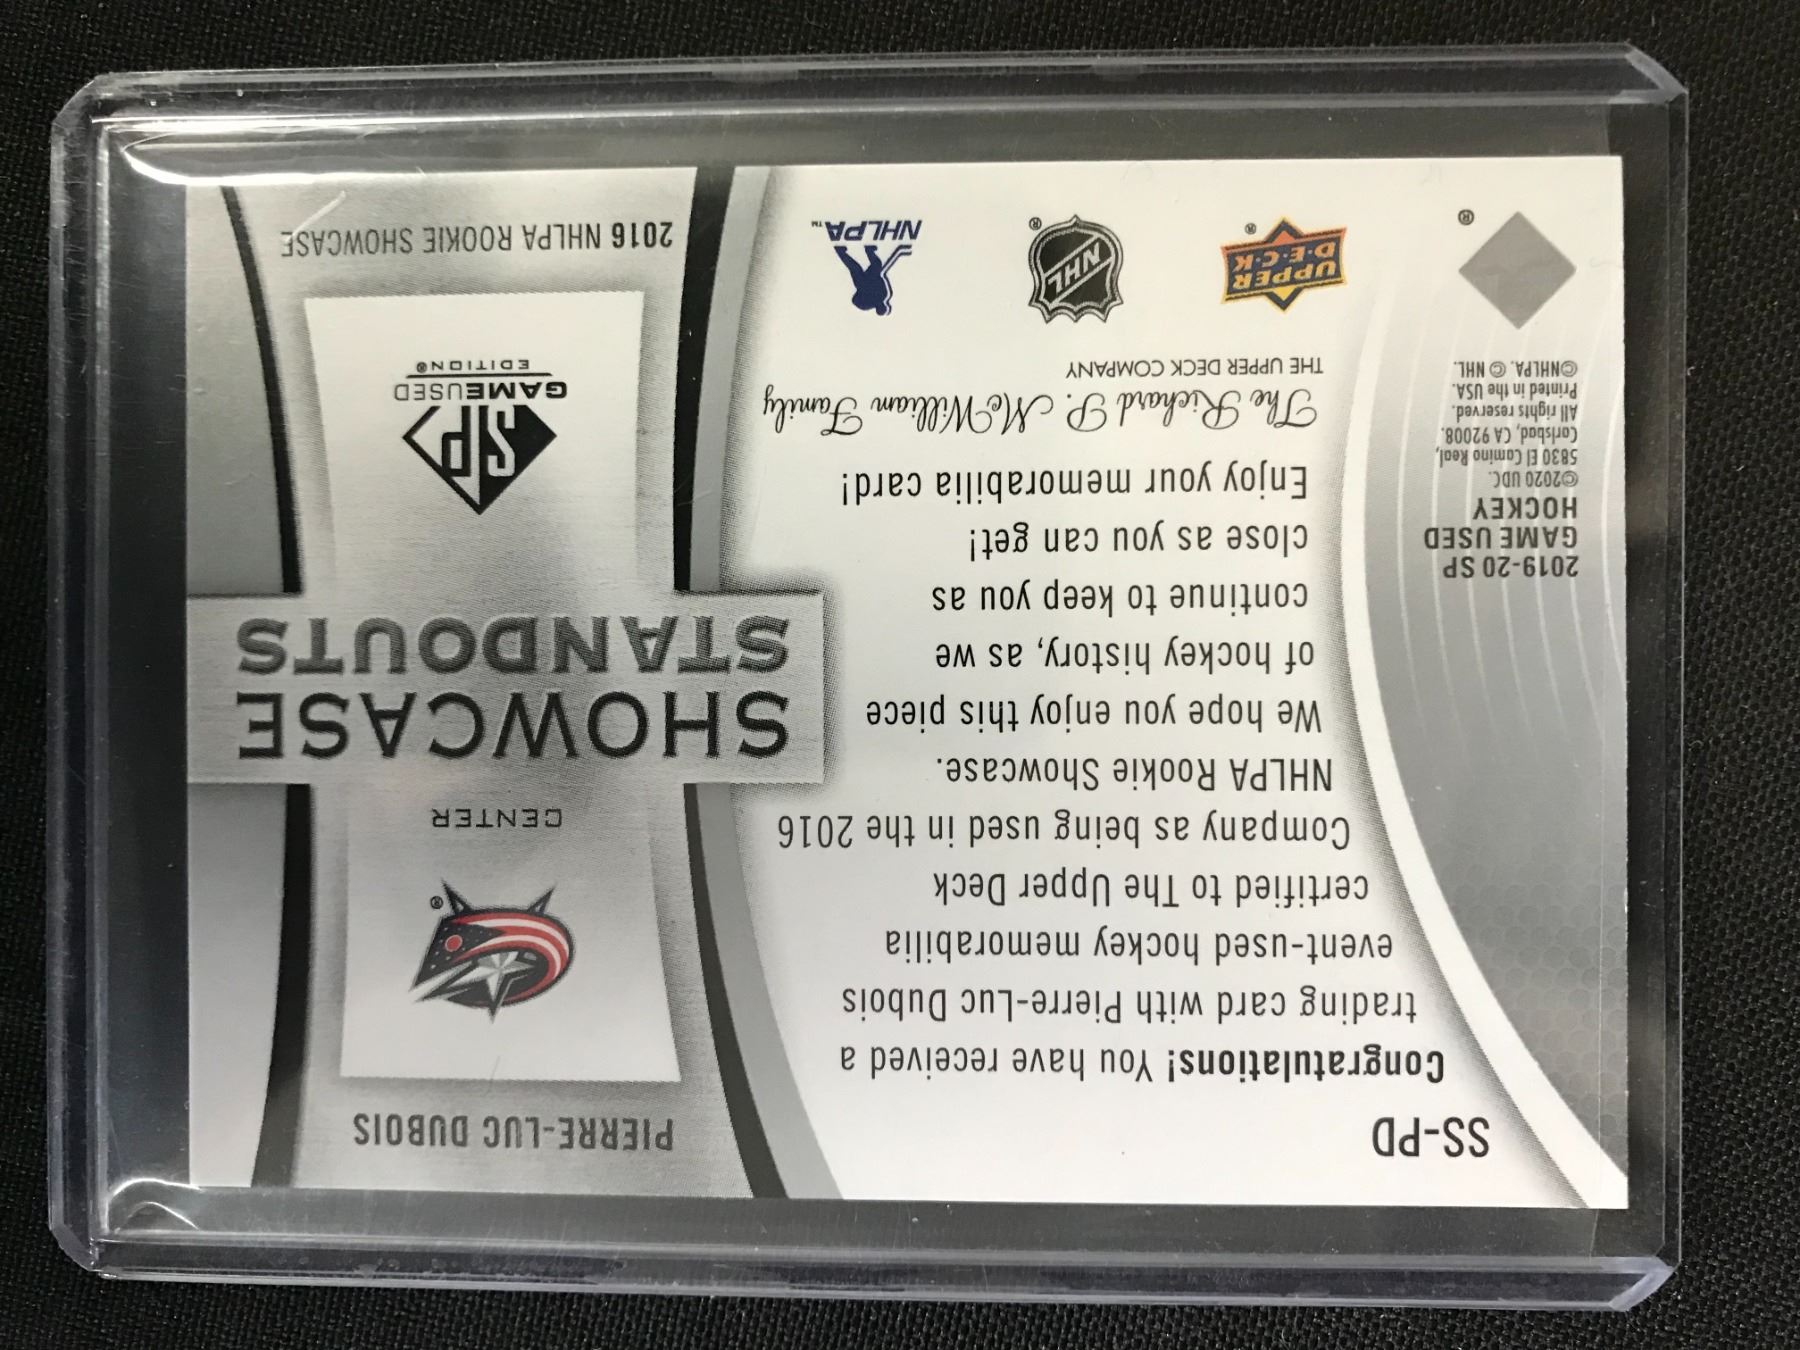 SS-PD
Congratulations! You have received a
trading card with Pierre-Luc Dubois
event-used hockey memorabilia
certified to The Upper Deck
Company as being used in the 2016
NHLPA Rookie Showcase.
We hope you enjoy this piece
of hockey history, as we
continue to keep you as
close as you can get!
Enjoy your memorabilia card!
The Richard P. McWilliam Family
THE UPPER DECK COMPANY
2019-20 SP
GAME USED
HOCKEY
©2020 UDC.
5830 El Camino Real,
Carlsbad, CA 92008.
All rights reserved.
Printed in the USA.
©NHLPA. © NHL.
®
UPPER
D·E·C·K
®
NHL
®
NHLPA™
PIERRE-LUC DUBOIS
®
CENTER
SHOWCASE
STANDOUTS
SP
GAMEUSED
EDITION®
2016 NHLPA ROOKIE SHOWCASE